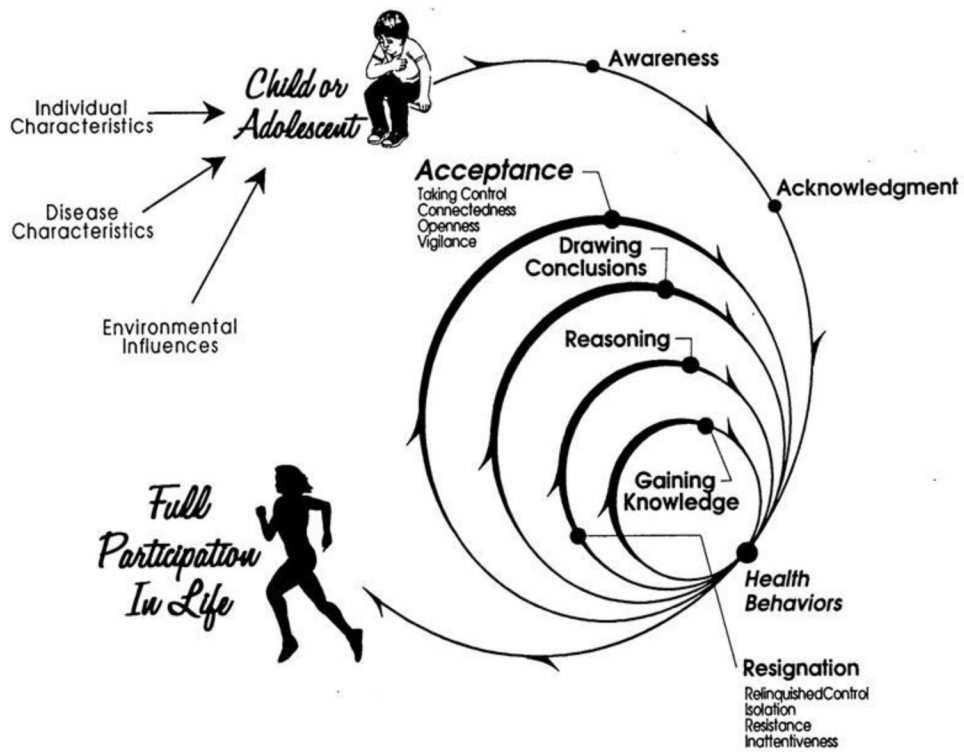 Child or
Adolescent
Individual
Characteristics
Disease
Characteristics
Environmental
Influences
Awareness
Acknowledgment
Acceptance
Taking Control
Connectedness
Openness
Vigilance
Drawing
Conclusions
Reasoning
Gaining
Knowledge
Health
Behaviors
Resignation
RelinquishedControl
Isolation
Resistance
Inattentiveness
Full
Participation
In Life